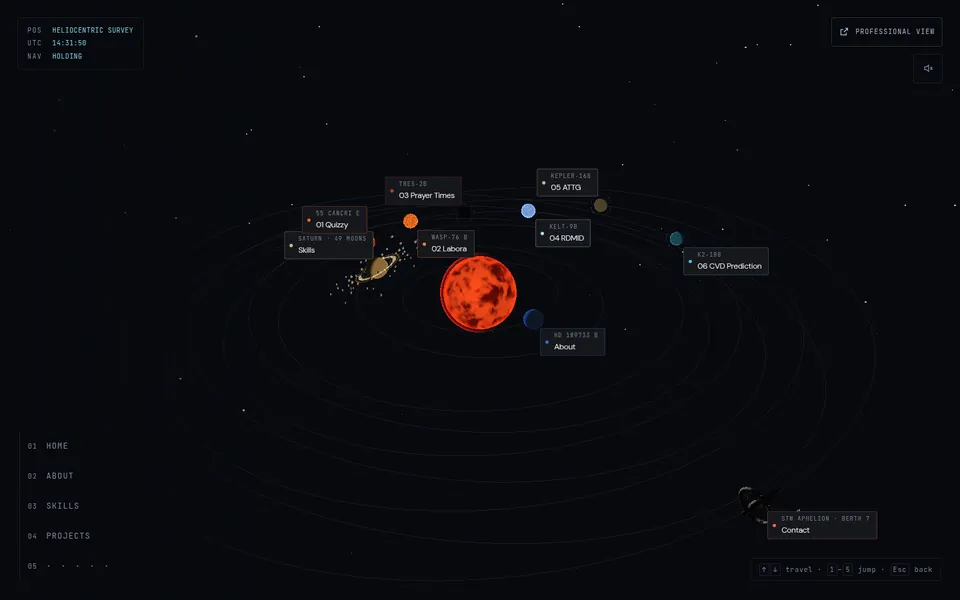 POS HELIOCENTRIC SURVEY
UTC 14:31:50
NAV HOLDING
PROFESSIONAL VIEW
TRES-2B
03 Prayer Times
KEPLER-16B
05 ATTG
55 CANCRI E
01 Quizzy
SATURN · 49 MOONS
Skills
WASP-76 B
02 Labora
KELT-9B
04 RDMID
K2-18B
06 CVD Prediction
HD 189733 B
About
01 HOME
02 ABOUT
03 SKILLS
04 PROJECTS
05 · · · · ·
STN APHELION · BERTH 7
Contact
↑ ↓ travel · 1-5 jump · Esc back